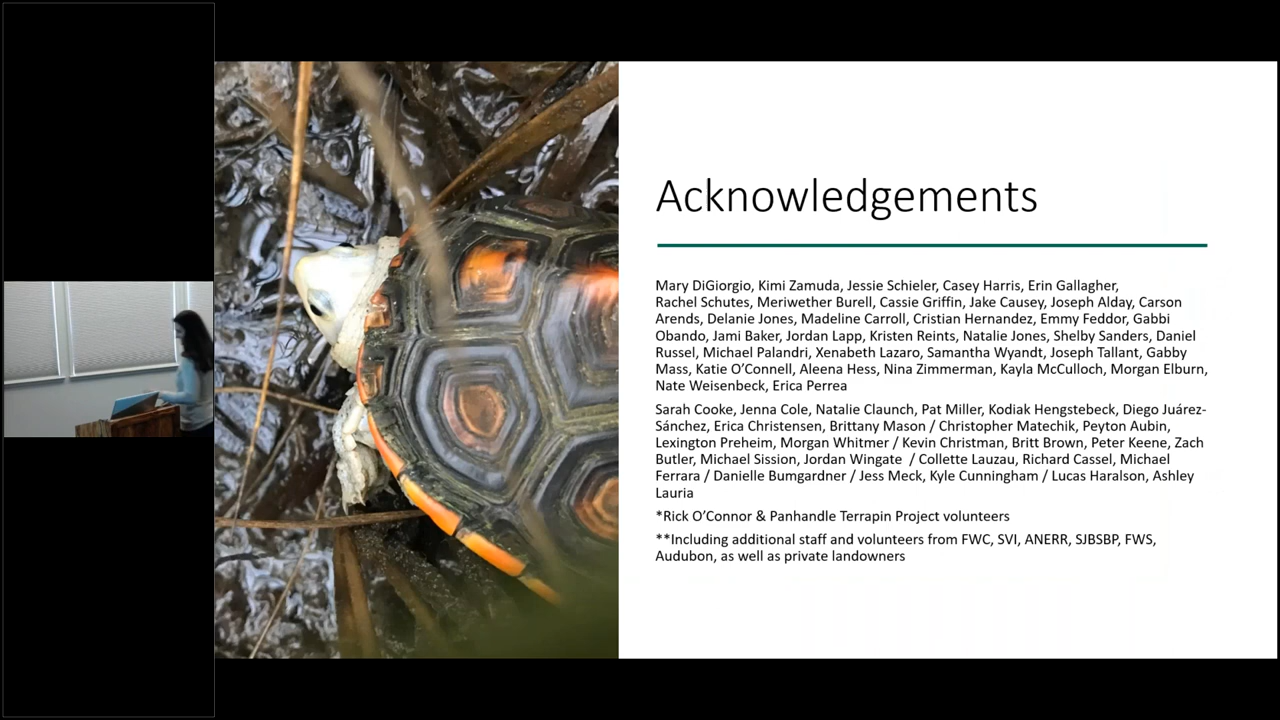 Acknowledgements
Mary DiGiorgio, Kimi Zamuda, Jessie Schieler, Casey Harris, Erin Gallagher,
Rachel Schutes, Meriwether Burell, Cassie Griffin, Jake Causey, Joseph Alday, Carson
Arends, Delanie Jones, Madeline Carroll, Cristian Hernandez, Emmy Feddor, Gabbi
Obando, Jami Baker, Jordan Lapp, Kristen Reints, Natalie Jones, Shelby Sanders, Daniel
Russel, Michael Palandri, Xenabeth Lazaro, Samantha Wyandt, Joseph Tallant, Gabby
Mass, Katie O’Connell, Aleena Hess, Nina Zimmerman, Kayla McCulloch, Morgan Elburn,
Nate Weisenbeck, Erica Perrea
Sarah Cooke, Jenna Cole, Natalie Claunch, Pat Miller, Kodiak Hengstebeck, Diego Juárez-
Sánchez, Erica Christensen, Brittany Mason / Christopher Matechik, Peyton Aubin,
Lexington Preheim, Morgan Whitmer / Kevin Christman, Britt Brown, Peter Keene, Zach
Butler, Michael Sission, Jordan Wingate / Collette Lauzau, Richard Cassel, Michael
Ferrara / Danielle Bumgardner / Jess Meck, Kyle Cunningham / Lucas Haralson, Ashley
Lauria
*Rick O’Connor & Panhandle Terrapin Project volunteers
**Including additional staff and volunteers from FWC, SVI, ANERR, SJBSBP, FWS,
Audubon, as well as private landowners